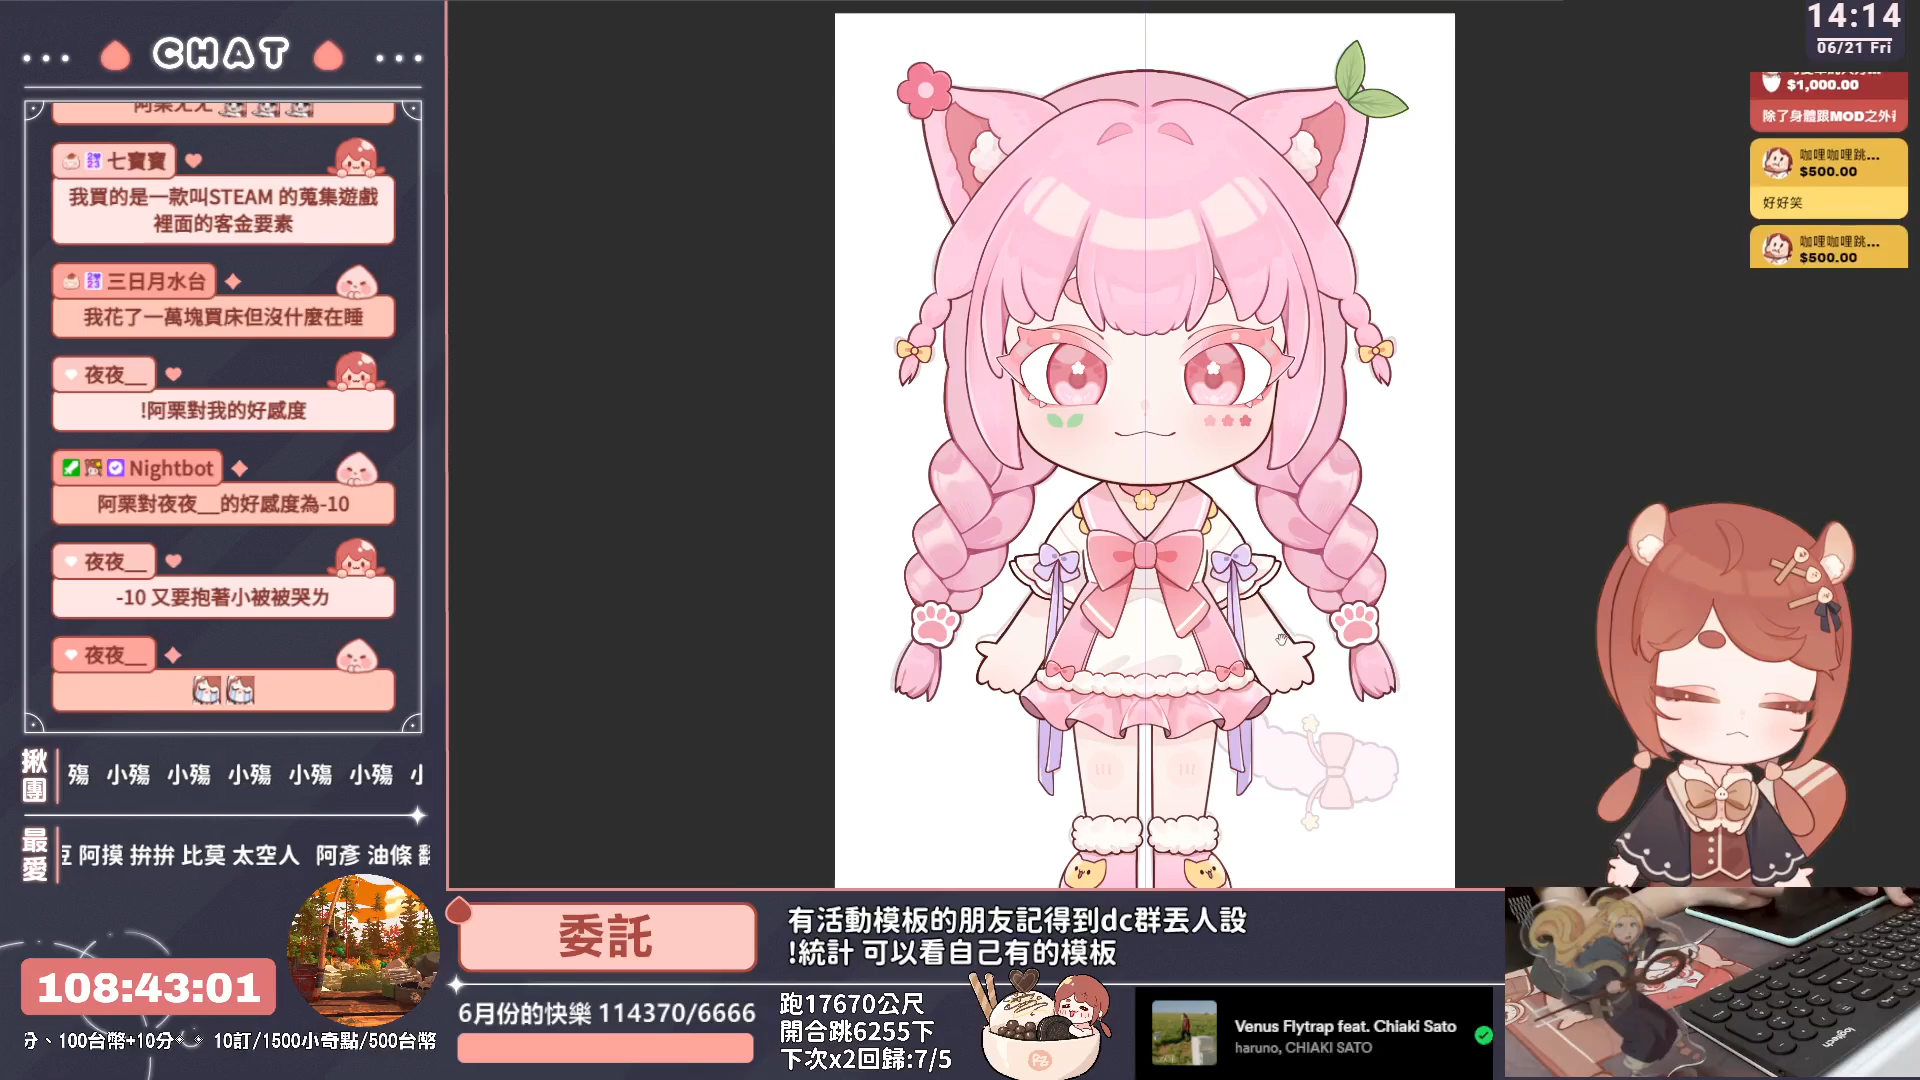 CHAT
阿栗无无
七寶寶
我買的是一款叫STEAM 的蒐集遊戲
裡面的客金要素
三日月水台
我花了一萬塊買床但沒什麼在睡
夜夜__
!阿栗對我的好感度
Nightbot
阿栗對夜夜__的好感度為-10
夜夜__
-10 又要抱著小被被哭ㄌ
夜夜__
揪團
殤 小殤 小殤 小殤 小殤 小殤 小
最愛
阿摸 拚拚 比莫 太空人 阿彥 油條
108:43:01
分、100台幣+10分
10訂/1500小奇點/500台幣
委託
有活動模板的朋友記得到dc群丟人設
!統計 可以看自己有的模板
6月份的快樂 114370/6666
跑17670公尺
開合跳6255下
下次x2回歸:7/5
Venus Flytrap feat. Chiaki Sato
haruno, CHIAKI SATO
14:14
06/21 Fri
$1,000.00
除了身體跟MOD之外
咖哩咖哩跳...
$500.00
好好笑
咖哩咖哩跳...
$500.00
logitech